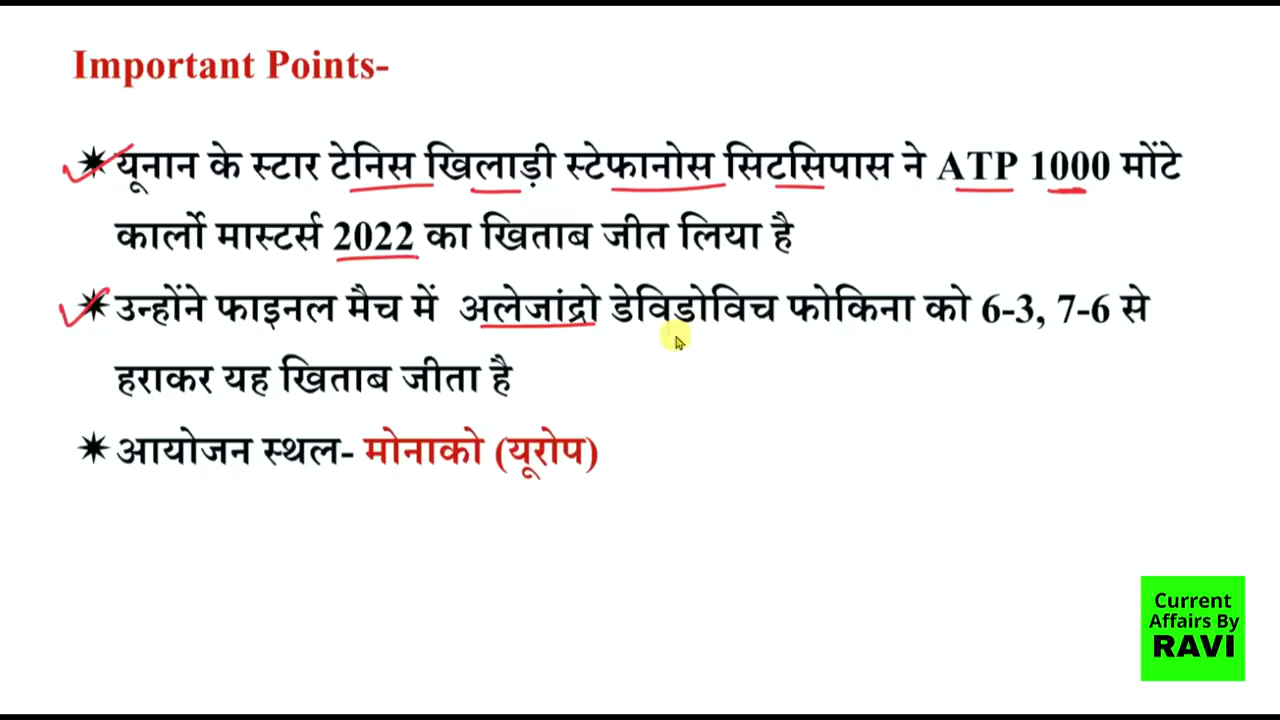 Important Points-
✶ यूनान के स्टार टेनिस खिलाड़ी स्टेफानोस सिटसिपास ने ATP 1000 मोंटे
कार्लो मास्टर्स 2022 का खिताब जीत लिया है
✶ उन्होंने फाइनल मैच में अलेजांद्रो डेविडोविच फोकिना को 6-3, 7-6 से
हराकर यह खिताब जीता है
✶ आयोजन स्थल- मोनाको (यूरोप)
Current
Affairs By
RAVI